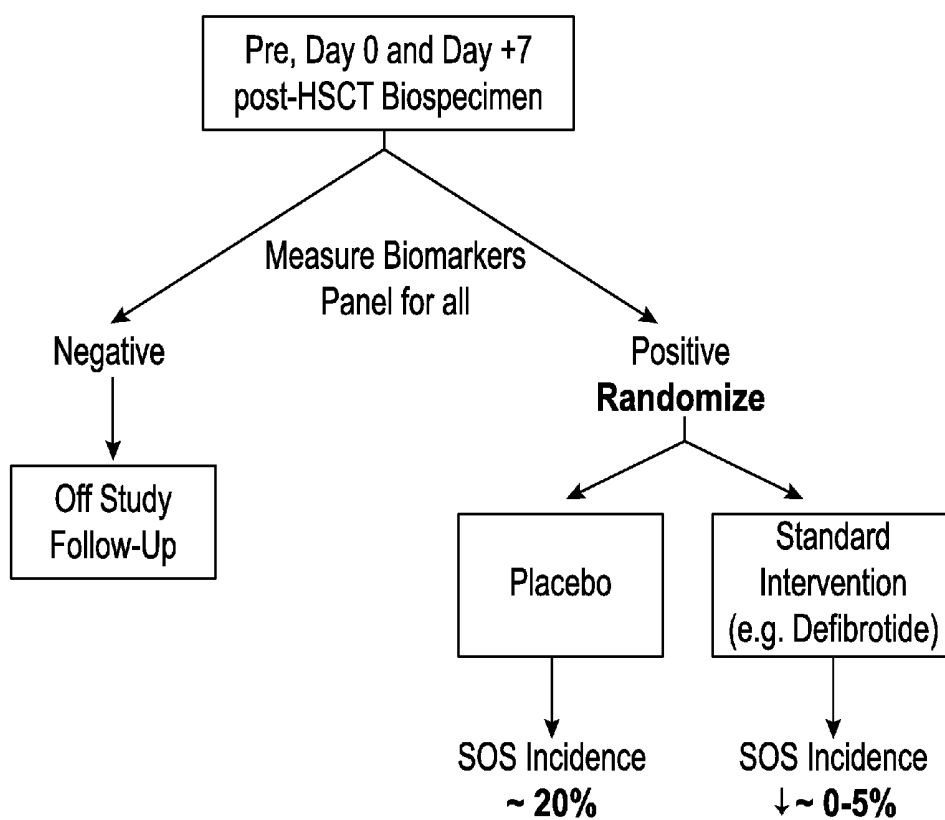 Pre, Day 0 and Day +7
post-HSCT Biospecimen
Measure Biomarkers
Panel for all
Negative
Positive
Randomize
Off Study
Follow-Up
Placebo
Standard
Intervention
(e.g. Defibrotide)
SOS Incidence
~ 20%
SOS Incidence
↓ ~ 0-5%